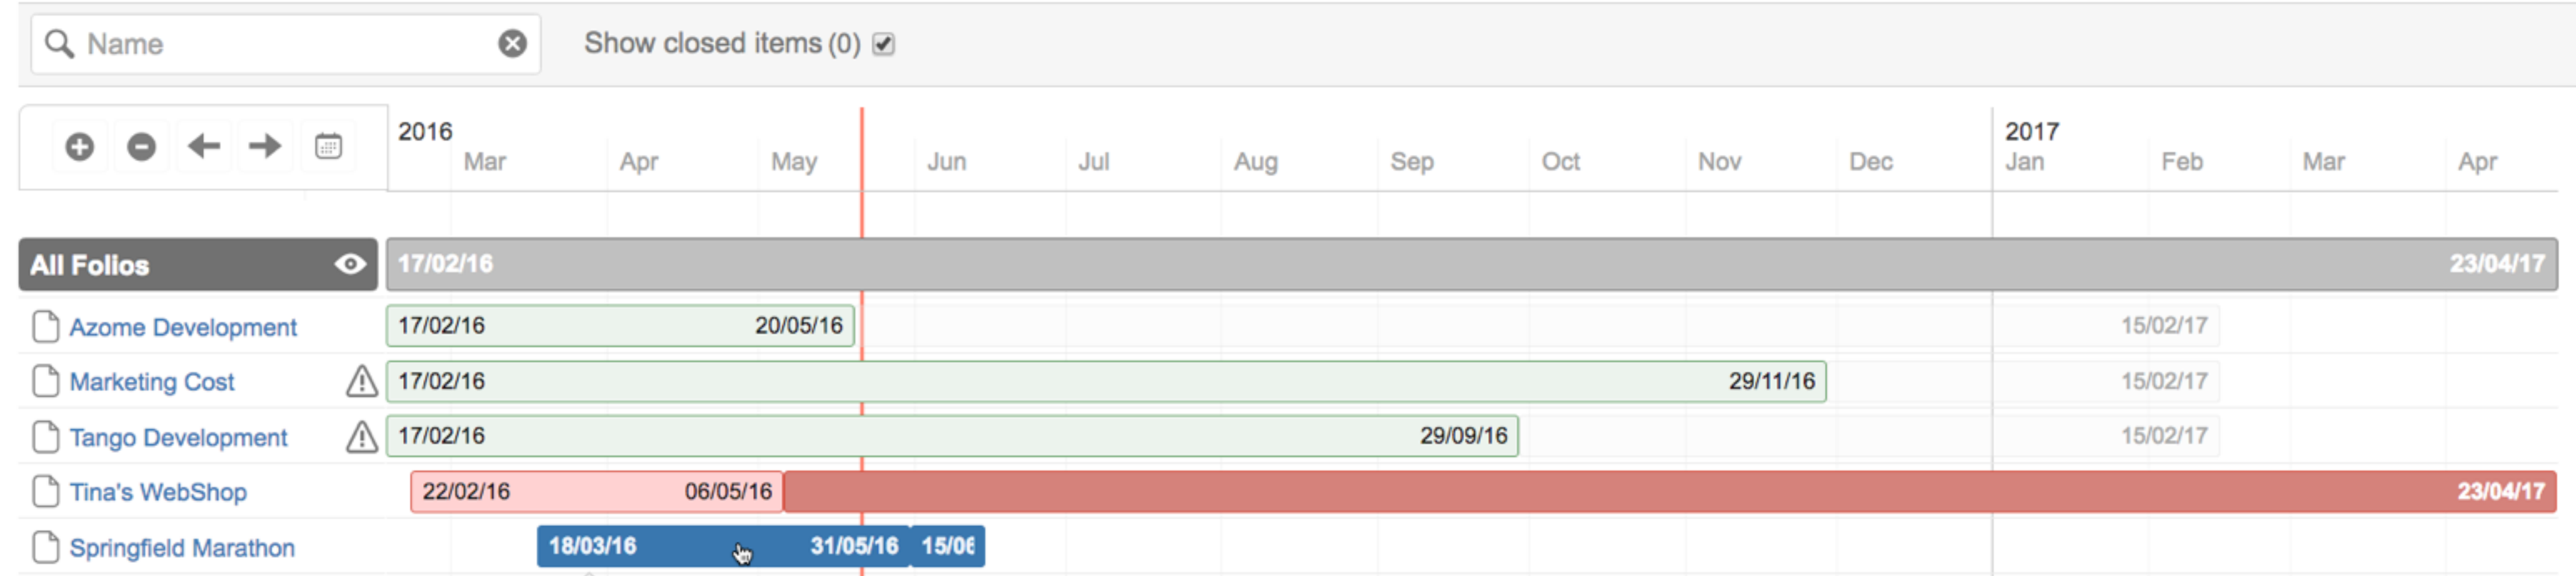 Name Show closed items (0)
2016 2017
Mar Apr May Jun Jul Aug Sep Oct Nov Dec Jan Feb Mar Apr
All Folios 17/02/16 23/04/17
Azome Development 17/02/16 20/05/16 15/02/17
Marketing Cost 17/02/16 29/11/16 15/02/17
Tango Development 17/02/16 29/09/16 15/02/17
Tina's WebShop 22/02/16 06/05/16 23/04/17
Springfield Marathon 18/03/16 31/05/16 15/06